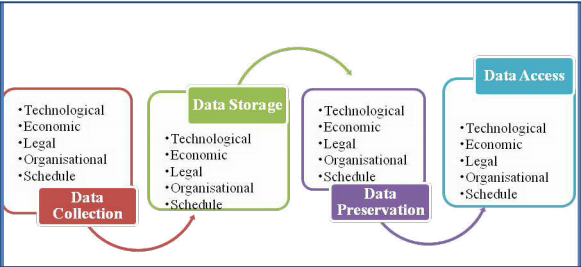 •Technological
•Economic
•Legal
•Organisational
•Schedule
Data
Collection
Data Storage
•Technological
•Economic
•Legal
•Organisational
•Schedule
•Technological
•Economic
•Legal
•Organisational
•Schedule
Data
Preservation
Data Access
•Technological
•Economic
•Legal
•Organisational
•Schedule